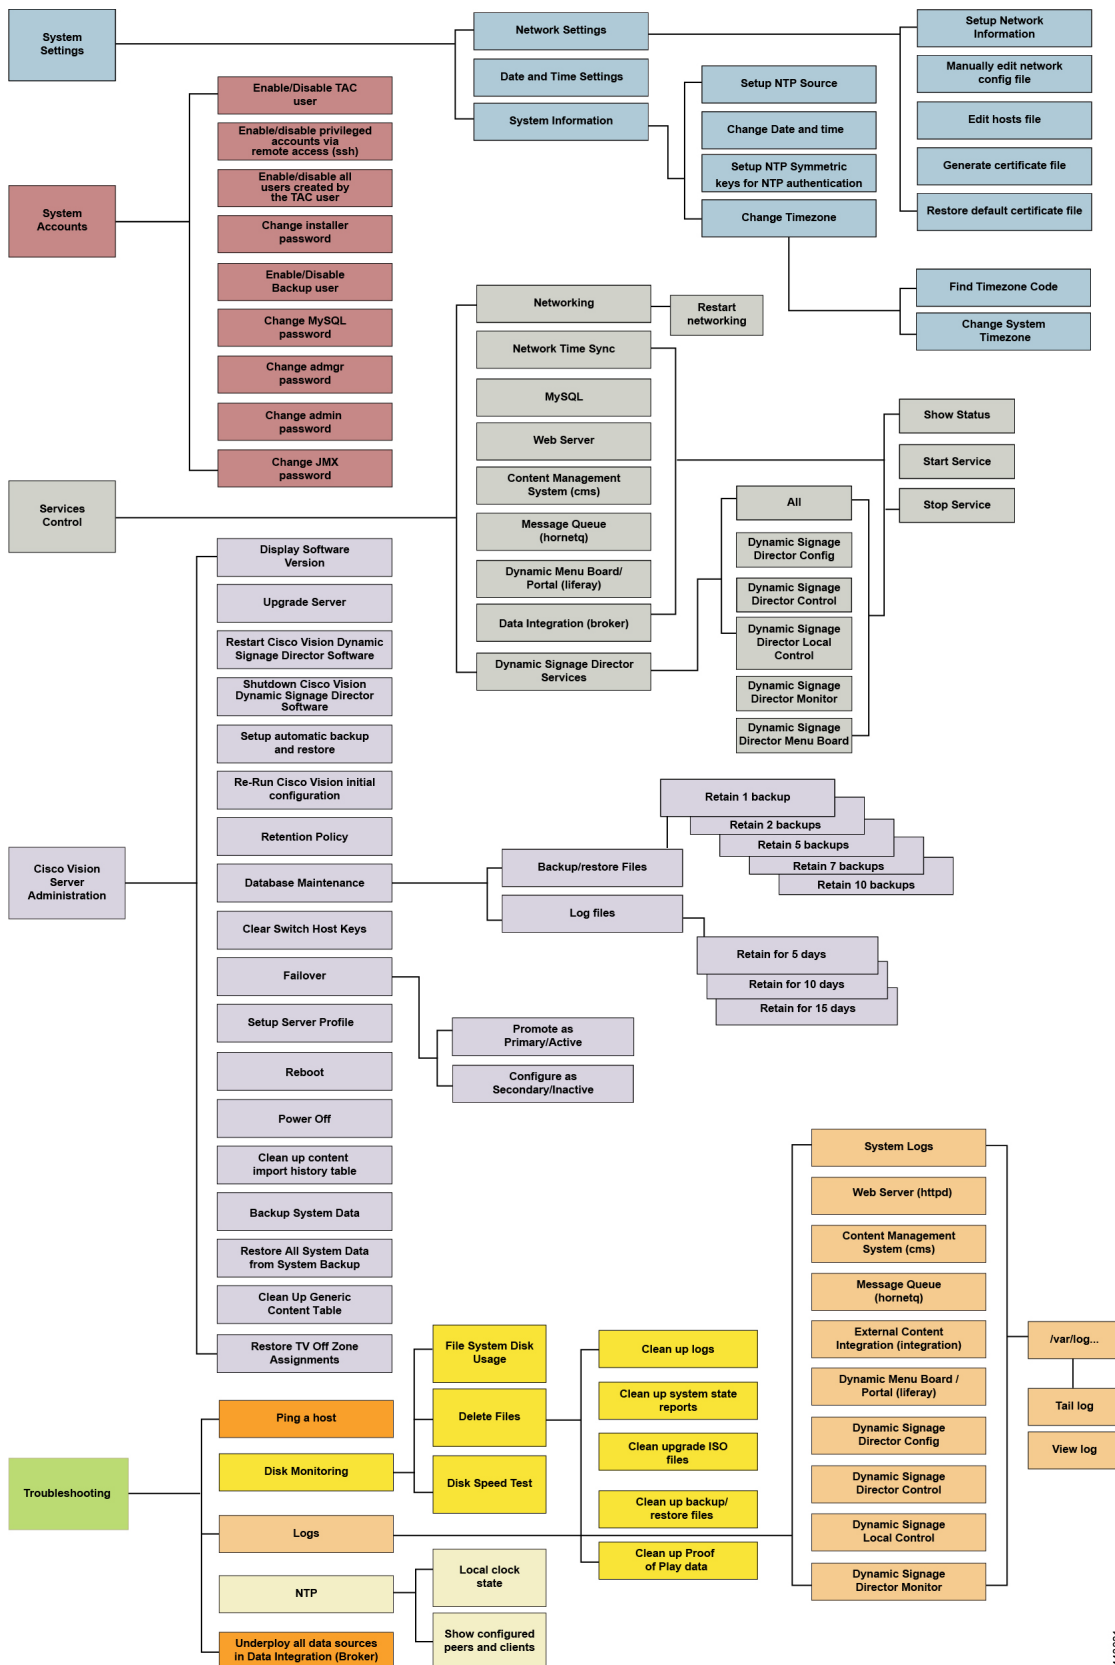 System
Settings
Network Settings
Date and Time Settings
System Information
Setup Network
Information
Manually edit network
config file
Edit hosts file
Generate certificate file
Restore default certificate file
Setup NTP Source
Change Date and time
Setup NTP Symmetric
keys for NTP authentication
Change Timezone
Find Timezone Code
Change System
Timezone
System
Accounts
Enable/Disable TAC
user
Enable/disable privileged
accounts via
remote access (ssh)
Enable/disable all
users created by
the TAC user
Change installer
password
Enable/Disable
Backup user
Change MySQL
password
Change admgr
password
Change admin
password
Change JMX
password
Services
Control
Networking
Restart
networking
Network Time Sync
MySQL
Web Server
Content Management
System (cms)
Message Queue
(hornetq)
Dynamic Menu Board/
Portal (liferay)
Data Integration (broker)
Dynamic Signage Director
Services
All
Dynamic Signage
Director Config
Dynamic Signage
Director Control
Dynamic Signage
Director Local
Control
Dynamic Signage
Director Monitor
Dynamic Signage
Director Menu Board
Show Status
Start Service
Stop Service
Cisco Vision
Server
Administration
Display Software
Version
Upgrade Server
Restart Cisco Vision Dynamic
Signage Director Software
Shutdown Cisco Vision
Dynamic Signage Director
Software
Setup automatic backup
and restore
Re-Run Cisco Vision initial
configuration
Retention Policy
Database Maintenance
Clear Switch Host Keys
Failover
Setup Server Profile
Reboot
Power Off
Clean up content
import history table
Backup System Data
Restore All System Data
from System Backup
Clean Up Generic
Content Table
Restore TV Off Zone
Assignments
Backup/restore Files
Log files
Retain 1 backup
Retain 2 backups
Retain 5 backups
Retain 7 backups
Retain 10 backups
Retain for 5 days
Retain for 10 days
Retain for 15 days
Promote as
Primary/Active
Configure as
Secondary/Inactive
Troubleshooting
Ping a host
Disk Monitoring
Logs
NTP
Underploy all data sources
in Data Integration (Broker)
File System Disk
Usage
Delete Files
Disk Speed Test
Local clock
state
Show configured
peers and clients
Clean up logs
Clean up system state
reports
Clean upgrade ISO
files
Clean up backup/
restore files
Clean up Proof
of Play data
System Logs
Web Server (httpd)
Content Management
System (cms)
Message Queue
(hornetq)
External Content
Integration (integration)
Dynamic Menu Board /
Portal (liferay)
Dynamic Signage
Director Config
Dynamic Signage
Director Control
Dynamic Signage
Local Control
Dynamic Signage
Director Monitor
/var/log...
Tail log
View log